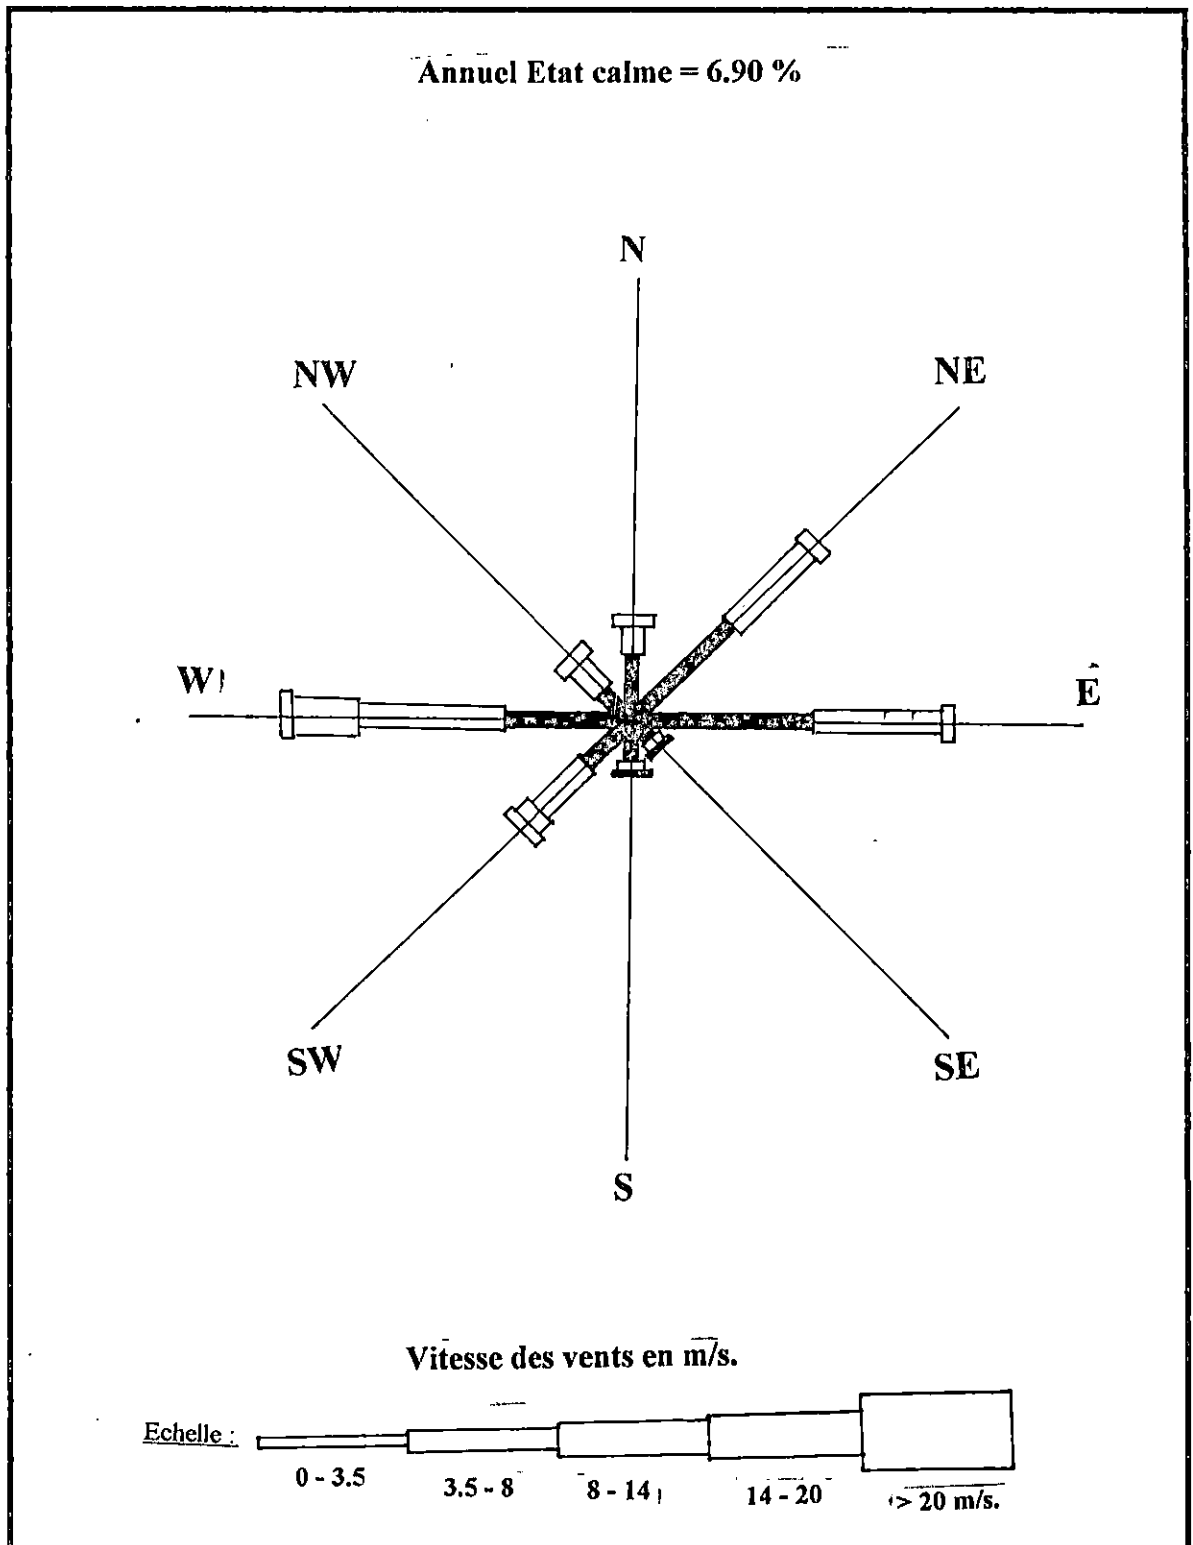 Annuel Etat calme = 6.90 %
N
NW
NE
W
E
SW
SE
S
Vitesse des vents en m/s.
Echelle :
0 - 3.5
3.5 - 8
8 - 14
14 - 20
> 20 m/s.